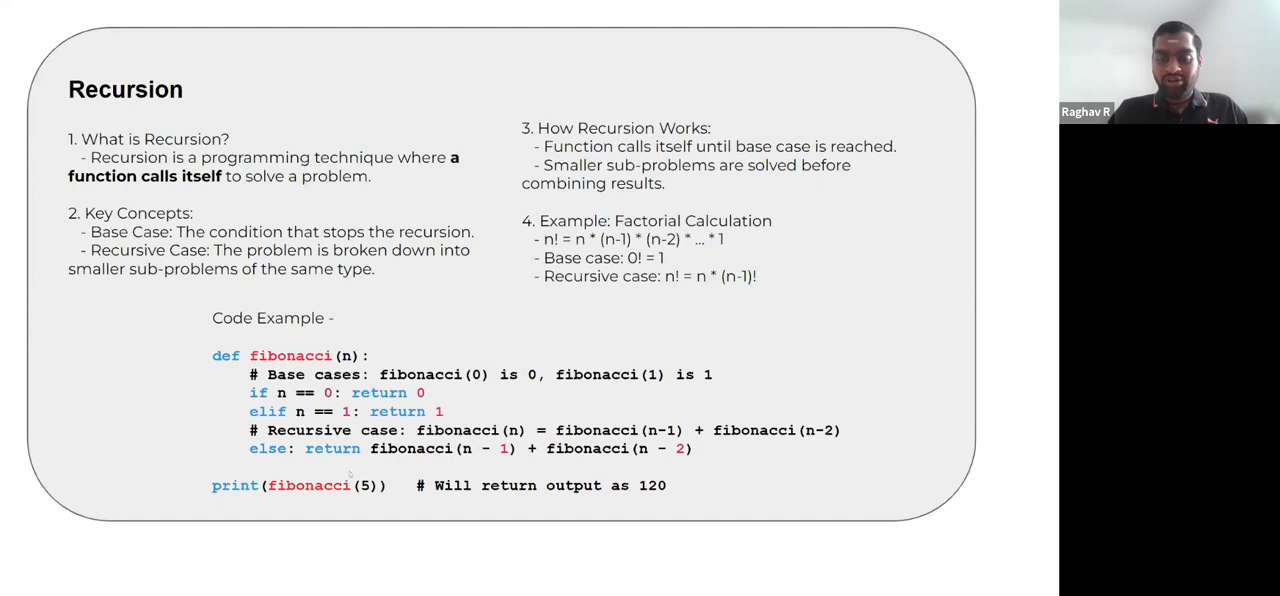 Recursion
1. What is Recursion?
- Recursion is a programming technique where a
function calls itself to solve a problem.
2. Key Concepts:
- Base Case: The condition that stops the recursion.
- Recursive Case: The problem is broken down into
smaller sub-problems of the same type.
3. How Recursion Works:
- Function calls itself until base case is reached.
- Smaller sub-problems are solved before
combining results.
4. Example: Factorial Calculation
- n! = n * (n-1) * (n-2) * ... * 1
- Base case: 0! = 1
- Recursive case: n! = n * (n-1)!
Code Example -
def fibonacci(n):
# Base cases: fibonacci(0) is 0, fibonacci(1) is 1
if n == 0: return 0
elif n == 1: return 1
# Recursive case: fibonacci(n) = fibonacci(n-1) + fibonacci(n-2)
else: return fibonacci(n - 1) + fibonacci(n - 2)
print(fibonacci(5)) # Will return output as 120
Raghav R